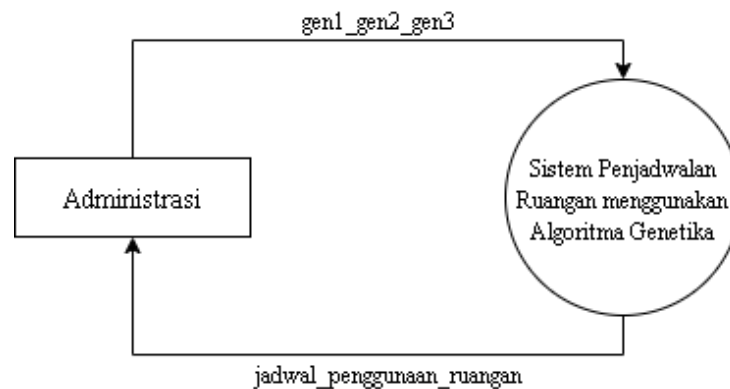 gen1_gen2_gen3
Administrasi
Sistem Penjadwalan
Ruangan menggunakan
Algoritma Genetika
jadwal_penggunaan_ruangan